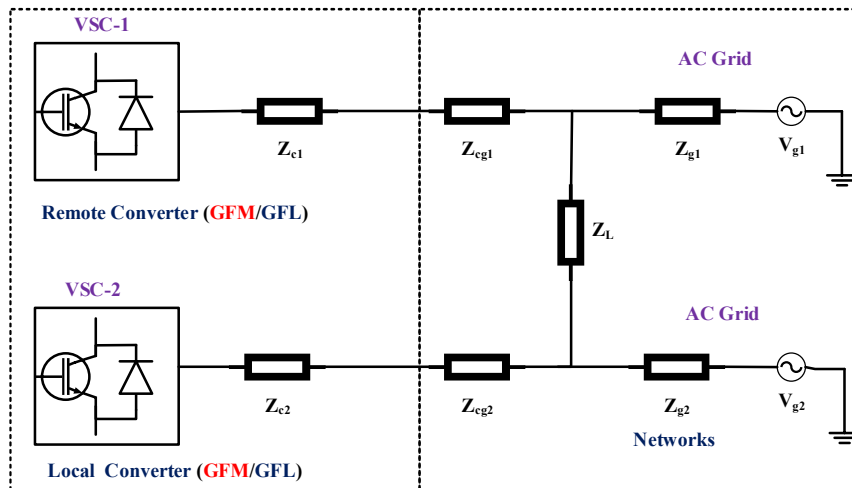 VSC-1
AC Grid
Zc1
Zcg1
Zg1
Vg1
Remote Converter (GFM/GFL)
ZL
VSC-2
AC Grid
Zc2
Zcg2
Zg2
Vg2
Networks
Local Converter (GFM/GFL)